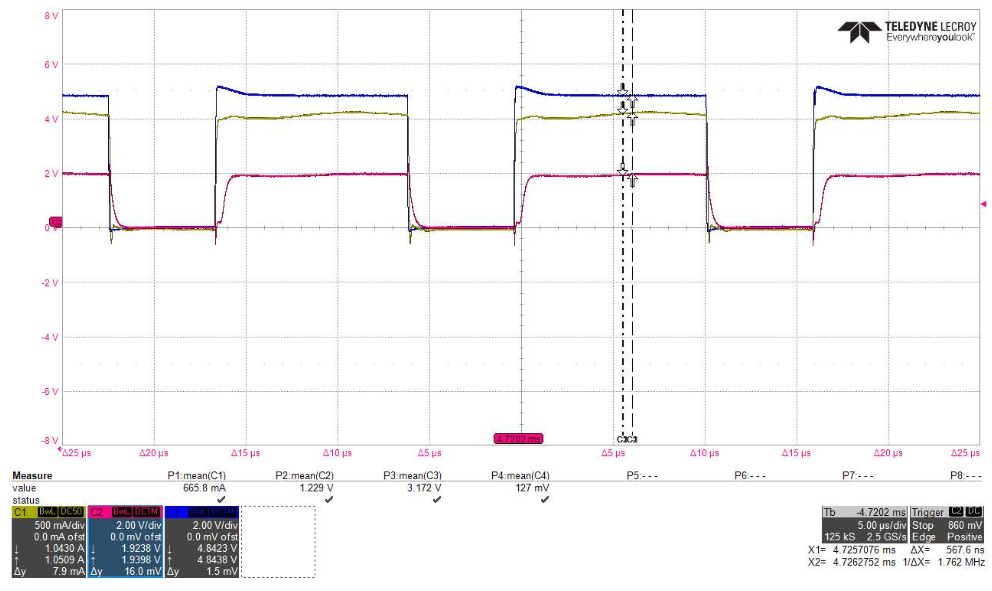 8 V
TELEDYNE LECROY
Everywhereyoulook™
6 V
4 V
2 V
0 V
-2 V
-4 V
-6 V
-8 V
4.7202 ms
Δ25 µs Δ20 µs Δ15 µs Δ10 µs Δ5 µs Δ5 µs Δ10 µs Δ15 µs Δ20 µs Δ25 µs
Measure P1:mean(C1) P2:mean(C2) P3:mean(C3) P4:mean(C4) P5:- - - P6:- - - P7:- - - P8:- - -
value 665.8 mA 1.229 V 3.172 V 127 mV
status
C1 BwL DC50
500 mA/div
0.0 mA ofst
↓ 1.0430 A
↑ 1.0509 A
Δy 7.9 mA
C2 BwL DC1M
2.00 V/div
0.0 mV ofst
↓ 1.9238 V
↑ 1.9398 V
Δy 16.0 mV
2.00 V/div
0.0 mV ofst
↓ 4.8423 V
↑ 4.8438 V
Δy 1.5 mV
Tb -4.7202 ms
5.00 µs/div
125 kS 2.5 GS/s
Trigger C2 DC
Stop 860 mV
Edge Positive
X1= 4.7257076 ms ΔX= 567.6 ns
X2= 4.7262752 ms 1/ΔX= 1.762 MHz